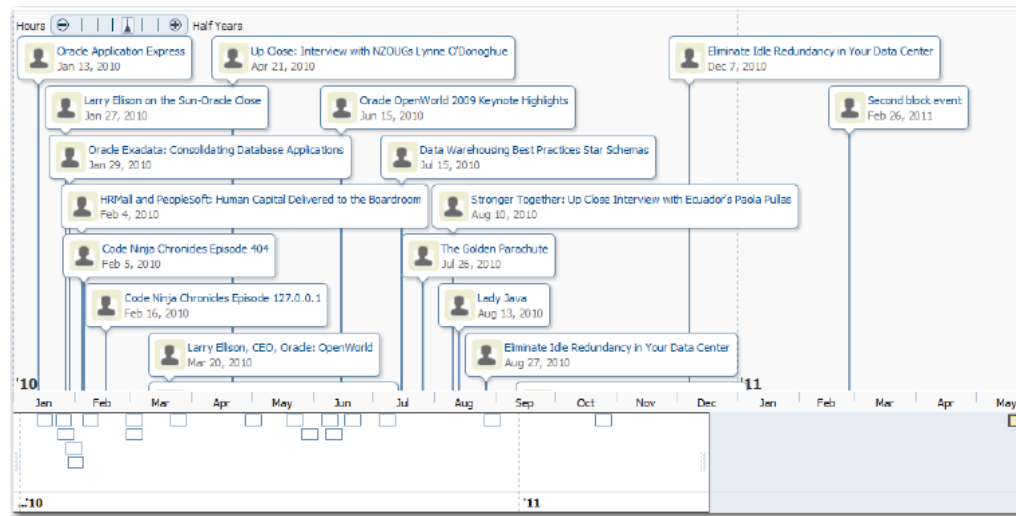 Hours
Half Years
Oracle Application Express
Jan 13, 2010
Up Close: Interview with NZOUGs Lynne O'Donoghue
Apr 21, 2010
Eliminate Idle Redundancy in Your Data Center
Dec 7, 2010
Larry Ellison on the Sun-Oracle Close
Jan 27, 2010
Oracle OpenWorld 2009 Keynote Highlights
Jun 15, 2010
Second block event
Feb 26, 2011
Oracle Exadata: Consolidating Database Applications
Jan 29, 2010
Data Warehousing Best Practices Star Schemas
Jul 15, 2010
HRMall and PeopleSoft: Human Capital Delivered to the Boardroom
Feb 4, 2010
Stronger Together: Up Close Interview with Ecuador's Paola Pullas
Aug 10, 2010
Code Ninja Chronicles Episode 404
Feb 5, 2010
The Golden Parachute
Jul 26, 2010
Code Ninja Chronicles Episode 127.0.0.1
Feb 16, 2010
Lady Java
Aug 13, 2010
Larry Ellison, CEO, Oracle: OpenWorld
Mar 20, 2010
Eliminate Idle Redundancy in Your Data Center
Aug 27, 2010
'10 '11
Jan Feb Mar Apr May Jun Jul Aug Sep Oct Nov Dec Jan Feb Mar Apr May
...'10 '11